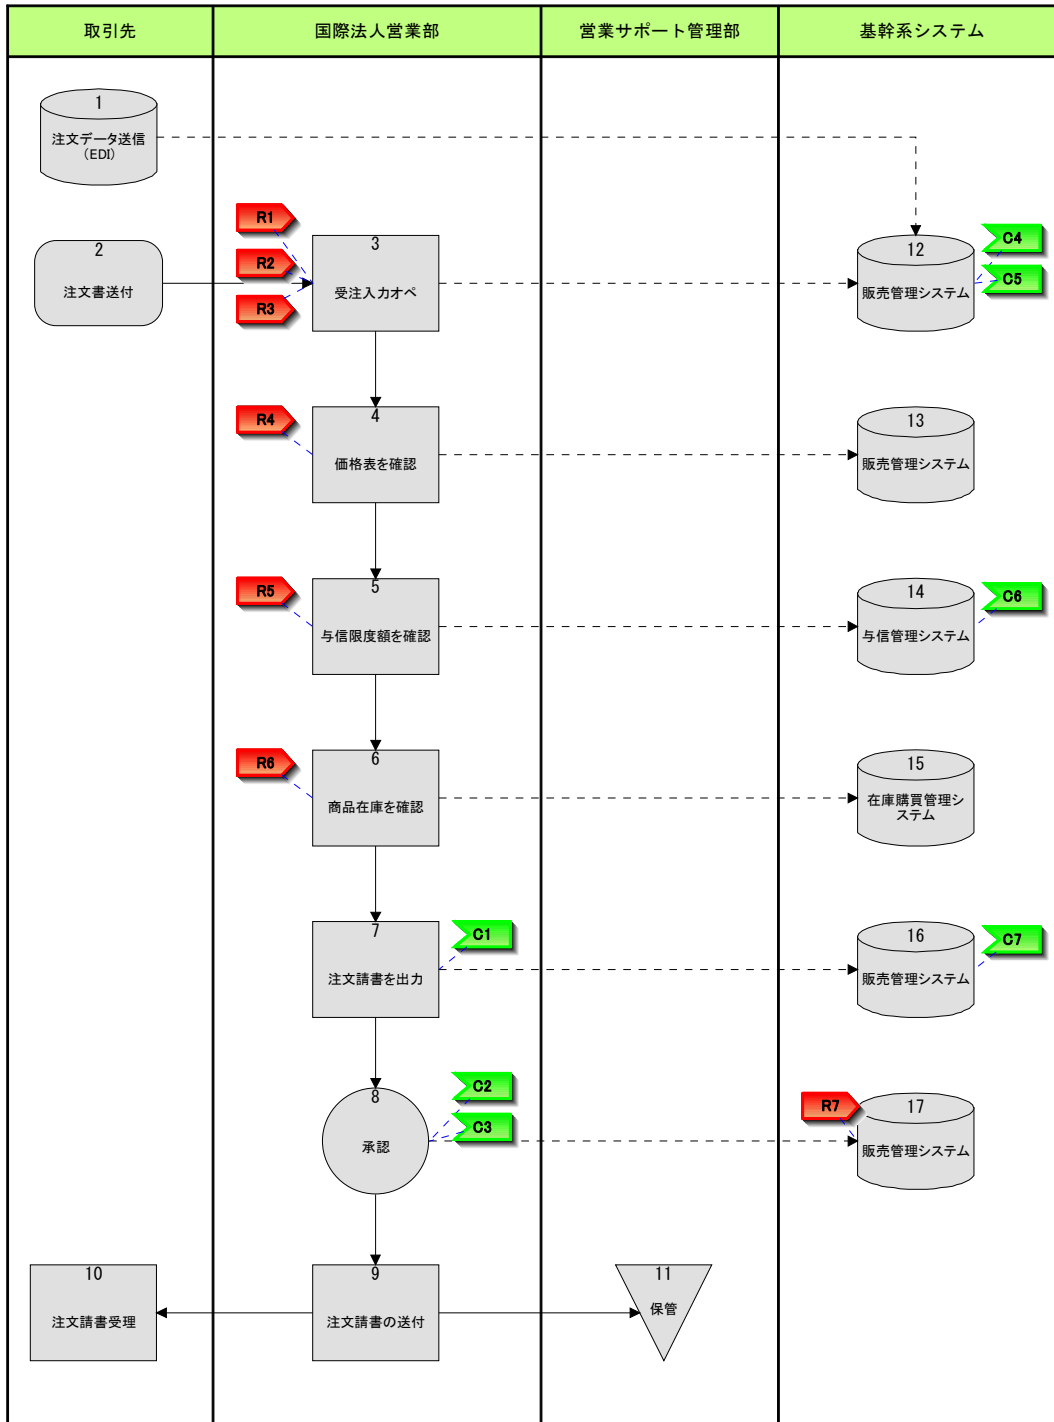 取引先
国際法人営業部
営業サポート管理部
基幹系システム
1
注文データ送信
(EDI)
R1
R2
R3
2
注文書送付
3
受注入力オペ
12
販売管理システム
C4
C5
R4
4
価格表を確認
13
販売管理システム
R5
5
与信限度額を確認
14
与信管理システム
C6
R6
6
商品在庫を確認
15
在庫購買管理シ
ステム
7
注文請書を出力
C1
16
販売管理システム
C7
8
承認
C2
C3
R7
17
販売管理システム
10
注文請書受理
9
注文請書の送付
11
保管